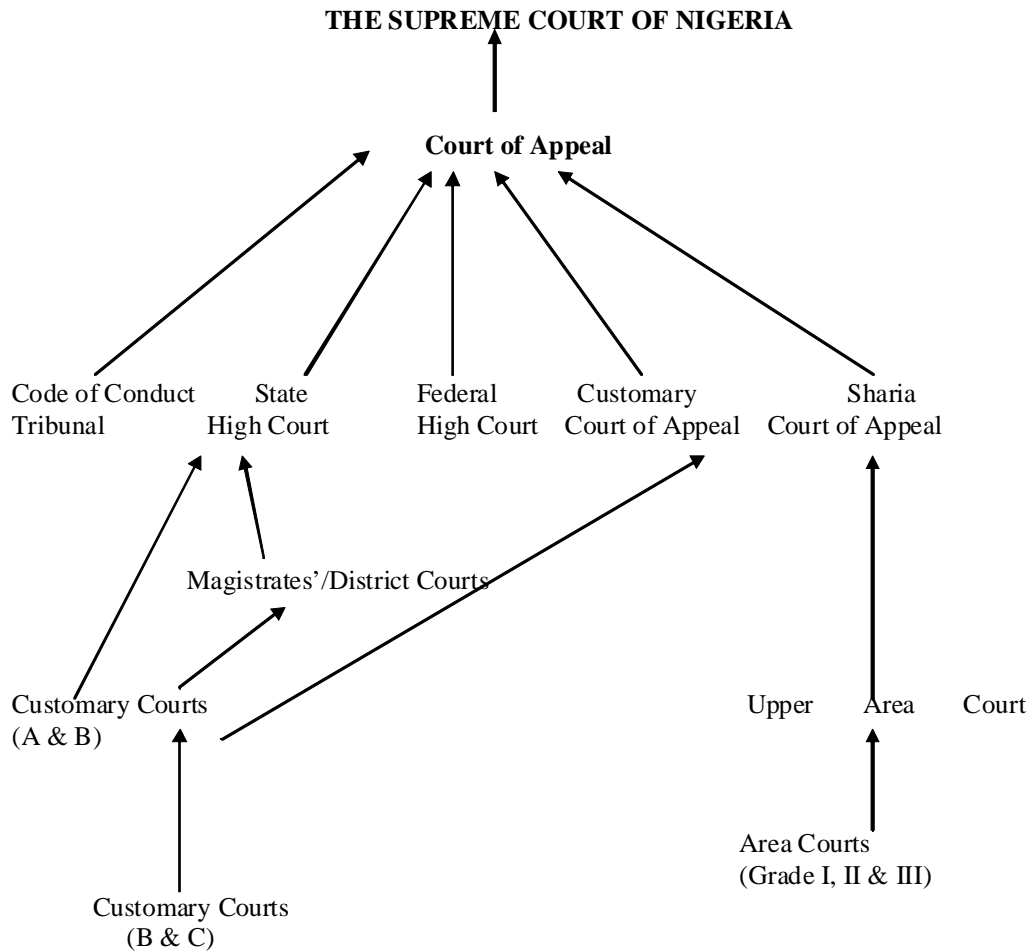 THE SUPREME COURT OF NIGERIA
Court of Appeal
Code of Conduct
Tribunal
State
High Court
Federal
High Court
Customary
Court of Appeal
Sharia
Court of Appeal
Magistrates’/District Courts
Customary Courts
(A & B)
Upper Area Court
Area Courts
(Grade I, II & III)
Customary Courts
(B & C)